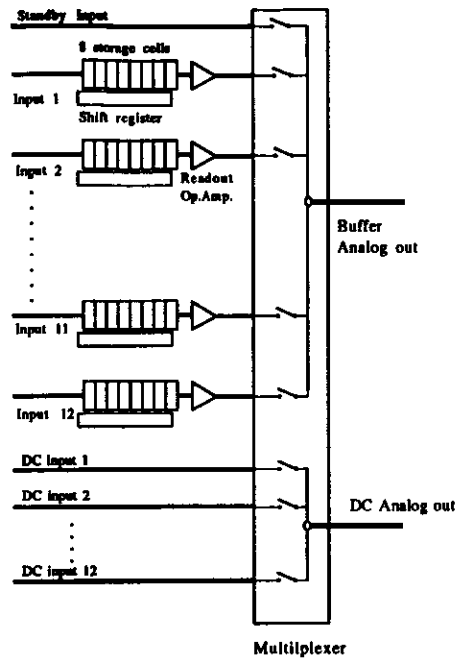 Standby Input
8 storage cells
Input 1
Shift register
Input 2
Readout
Op.Amp.
Buffer
Analog out
Input 11
Input 12
DC Input 1
DC input 2
DC Analog out
DC input 12
Multilplexer